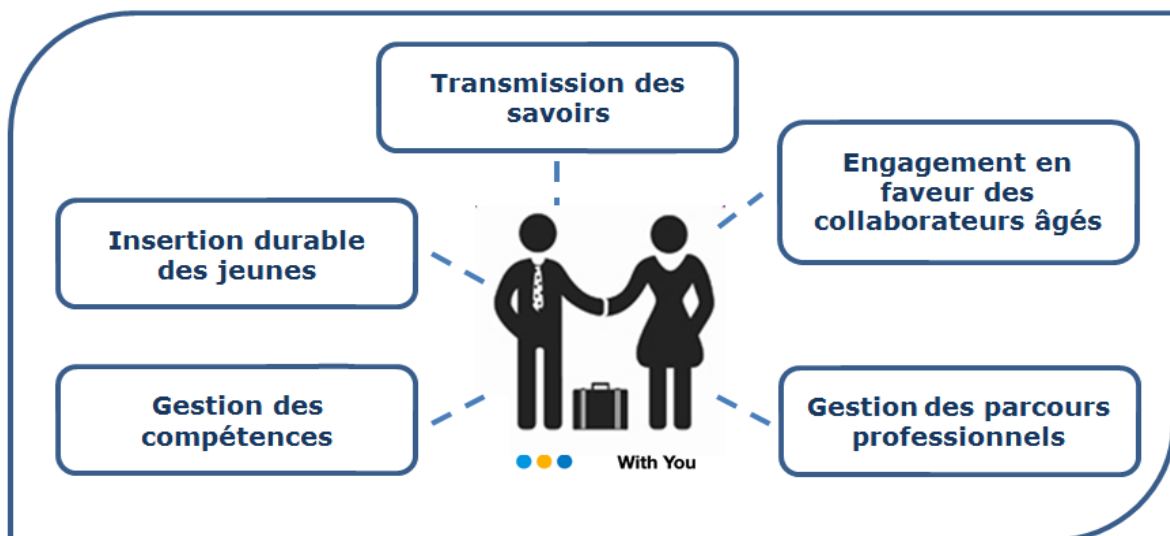 Transmission des
savoirs
Engagement en
faveur des
collaborateurs âgés
Insertion durable
des jeunes
Gestion des
compétences
Gestion des parcours
professionnels
With You